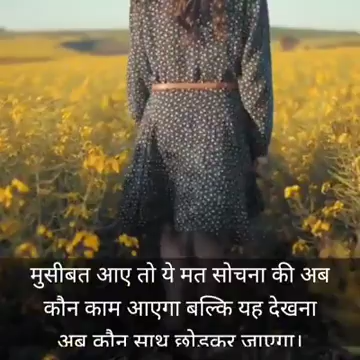 मुसीबत आए तो ये मत सोचना की अब
कौन काम आएगा बल्कि यह देखना
अब कौन साथ छोड़कर जाएगा।